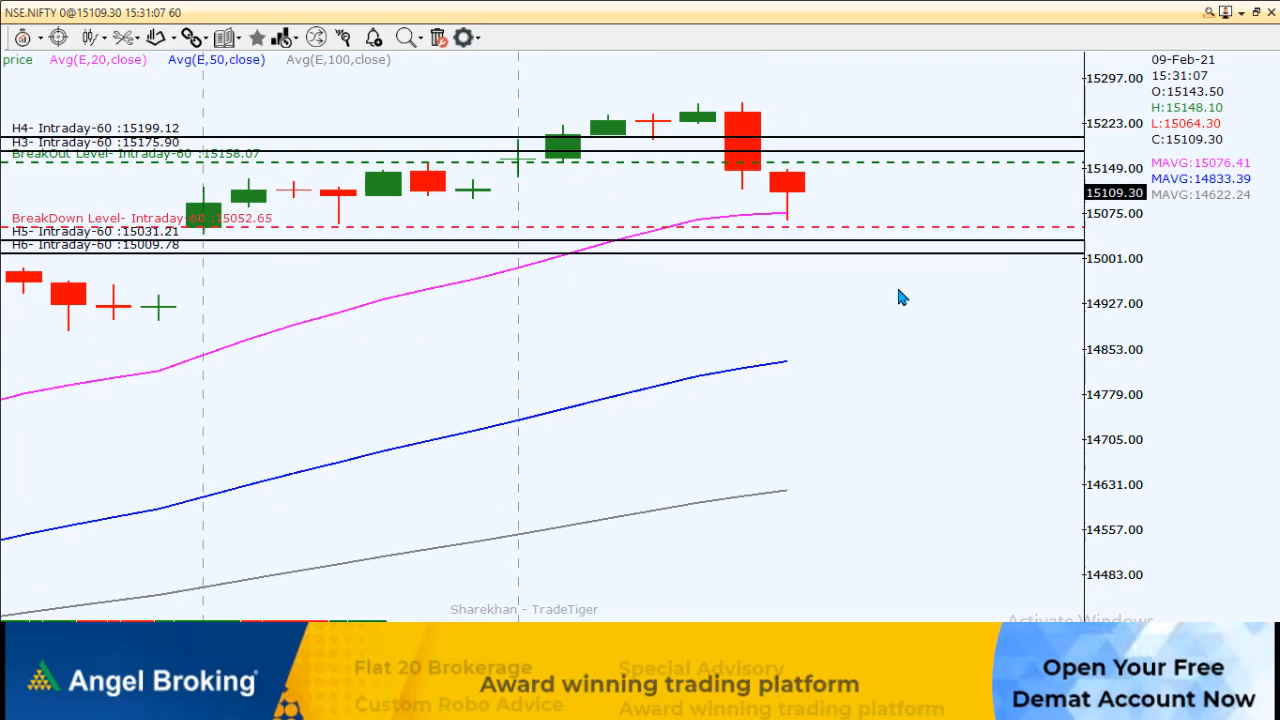 NSE.NIFTY 0@15109.30 15:31:07 60
price Avg(E,20,close) Avg(E,50,close) Avg(E,100,close)
H4- Intraday-60 :15199.12
H3- Intraday-60 :15175.90
BreakOut Level- Intraday-60 :15158.07
BreakDown Level- Intraday-60 :15052.65
H5- Intraday-60 :15031.21
H6- Intraday-60 :15009.78
15297.00
15223.00
15149.00
15109.30
15075.00
15001.00
14927.00
14853.00
14779.00
14705.00
14631.00
14557.00
14483.00
09-Feb-21
15:31:07
O:15143.50
H:15148.10
L:15064.30
C:15109.30
MAVG:15076.41
MAVG:14833.39
MAVG:14622.24
Sharekhan - TradeTiger
Activate Windows
Angel Broking
Flat 20 Brokerage Special Advisory
Award winning trading platform
Custom Robo Advice Award winning trading platform
Open Your Free
Demat Account Now